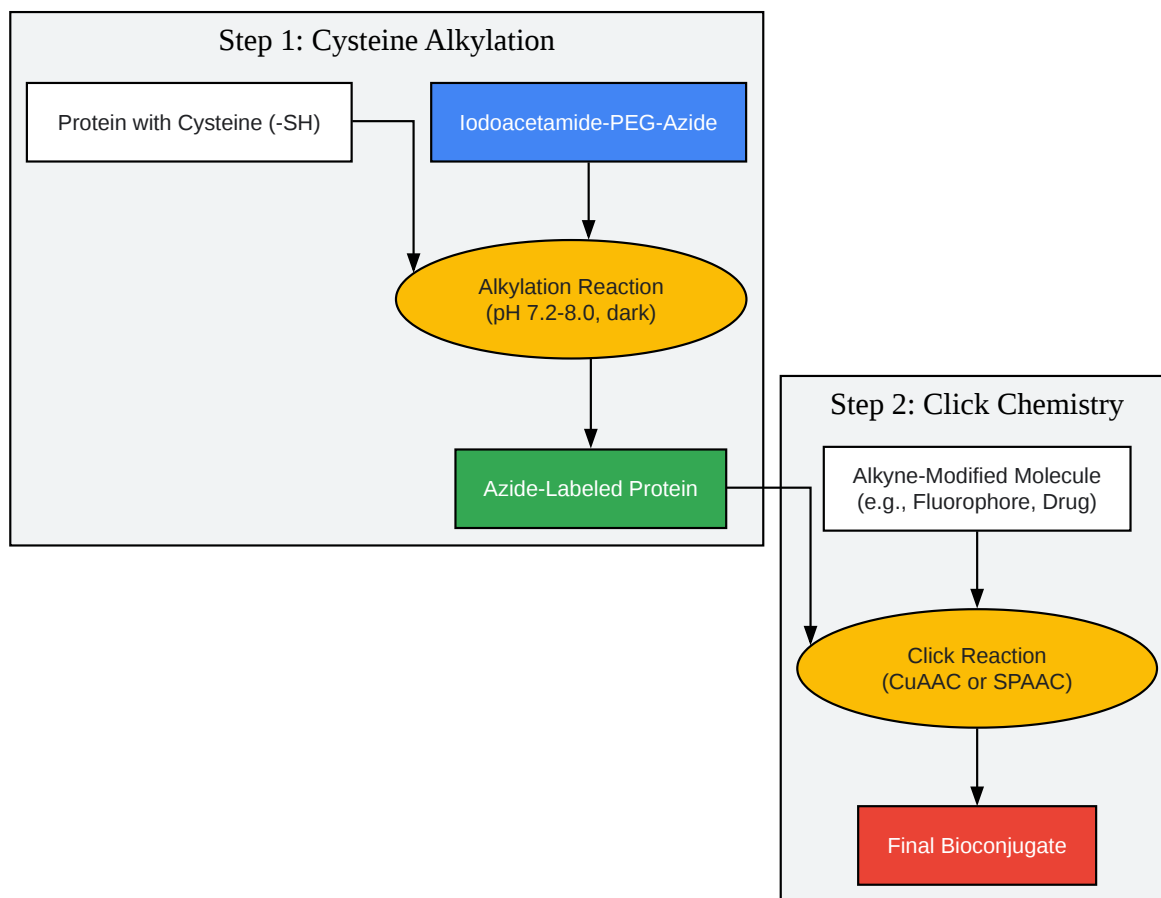 Step 1: Cysteine Alkylation
Protein with Cysteine (-SH)
Iodoacetamide-PEG-Azide
Alkylation Reaction
(pH 7.2-8.0, dark)
Azide-Labeled Protein
Step 2: Click Chemistry
Alkyne-Modified Molecule
(e.g., Fluorophore, Drug)
Click Reaction
(CuAAC or SPAAC)
Final Bioconjugate